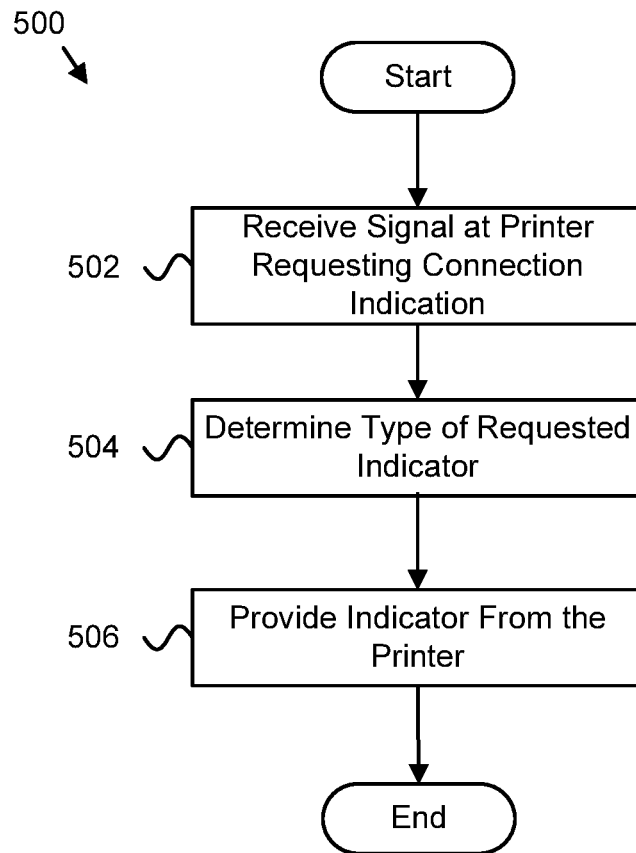 500
Start
502
Receive Signal at Printer
Requesting Connection
Indication
504
Determine Type of Requested
Indicator
506
Provide Indicator From the
Printer
End